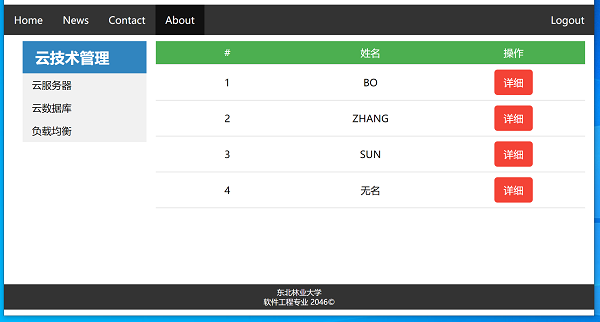 Home News Contact About Logout
云技术管理
云服务器
云数据库
负载均衡
# 姓名 操作
1 BO 详细
2 ZHANG 详细
3 SUN 详细
4 无名 详细
东北林业大学
软件工程专业 2046©